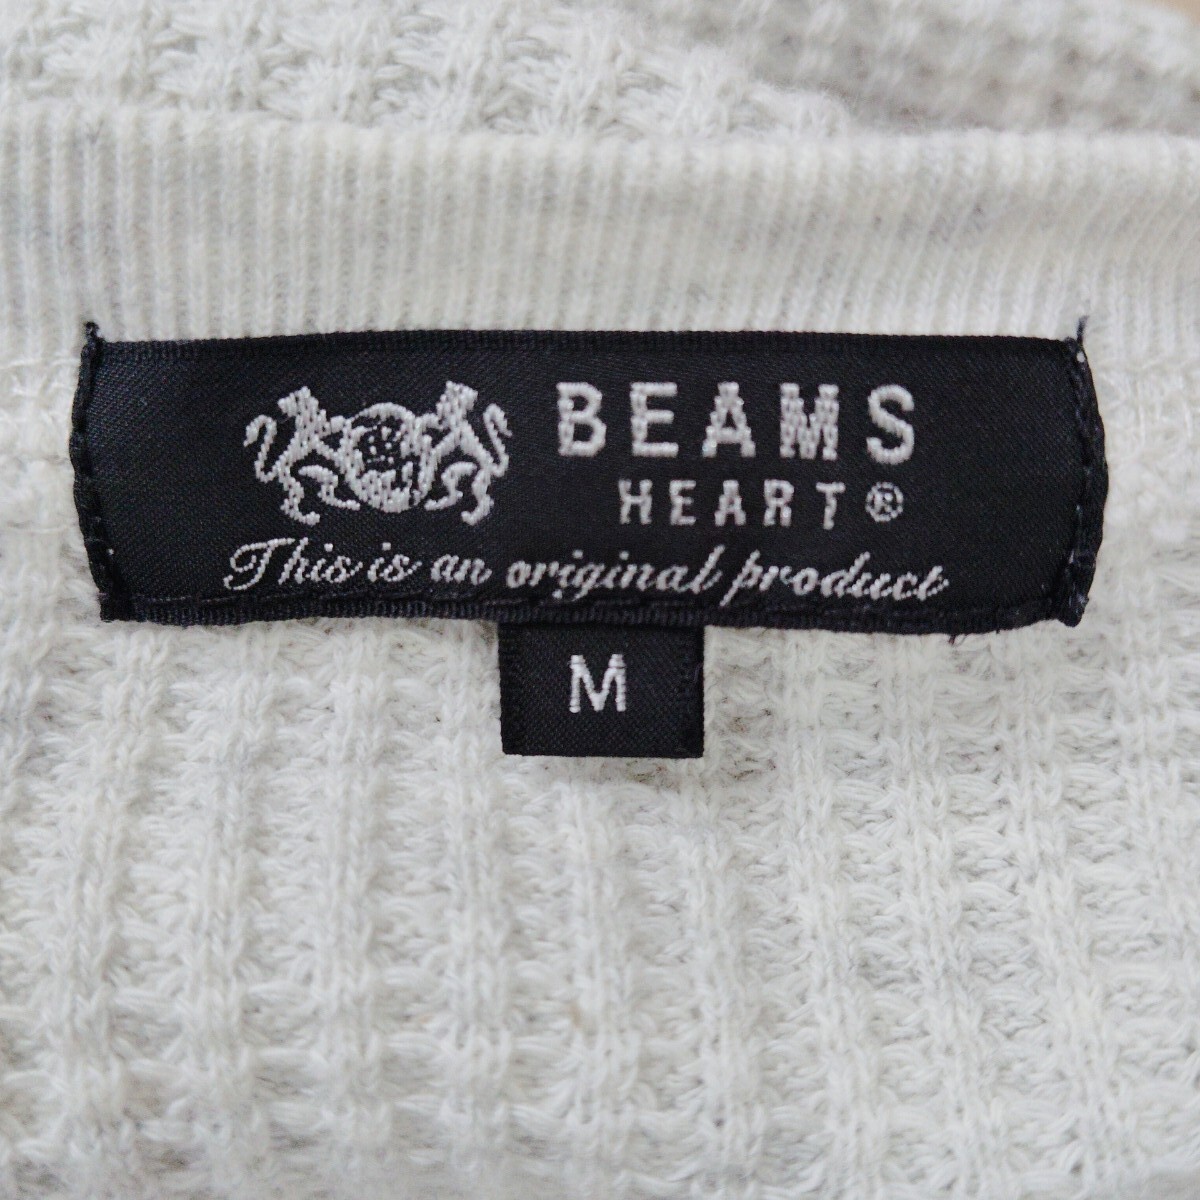 BEAMS
HEART®
This is an original product
M